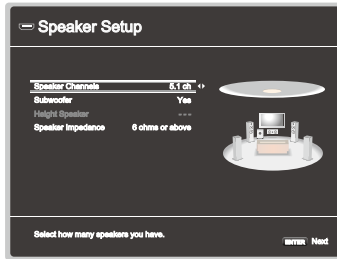 Speaker Setup
Speaker Channels 5.1 ch
Subwoofer Yes
Height Speaker ---
Speaker Impedance 6 ohms or above
Select how many speakers you have.
ENTER Next